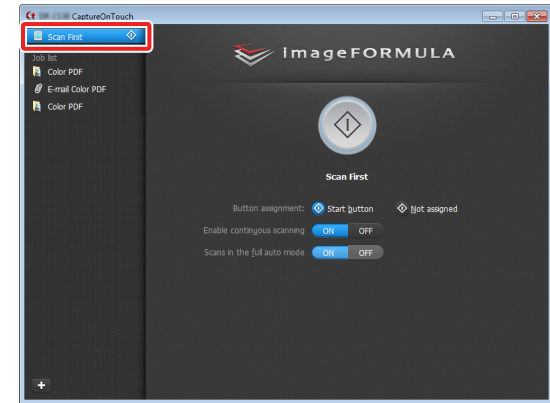 CaptureOnTouch
Scan First
Job list
Color PDF
E-mail Color PDF
Color PDF
imageFORMULA
Scan First
Button assignment: Start button Not assigned
Enable continuous scanning ON OFF
Scans in the full auto mode ON OFF